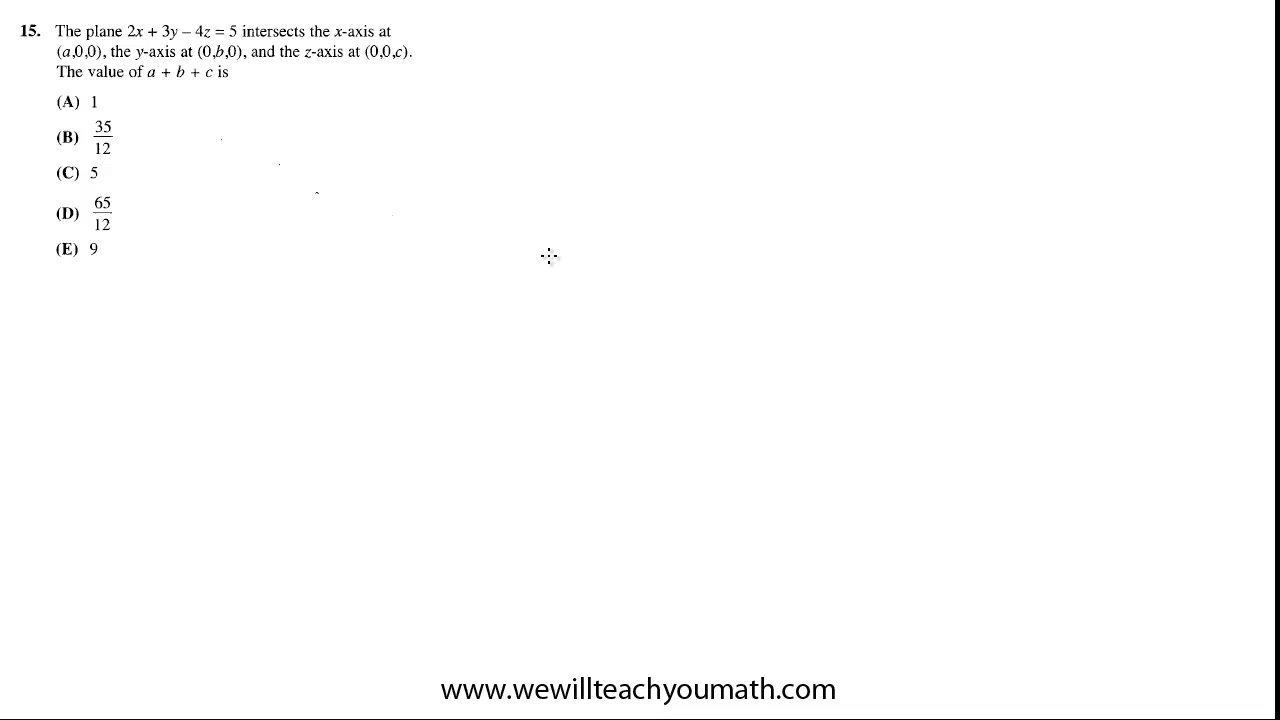 15. The plane 2x + 3y – 4z = 5 intersects the x-axis at
(a,0,0), the y-axis at (0,b,0), and the z-axis at (0,0,c).
The value of a + b + c is
(A) 1
(B) 35/12
(C) 5
(D) 65/12
(E) 9
www.wewillteachyoumath.com